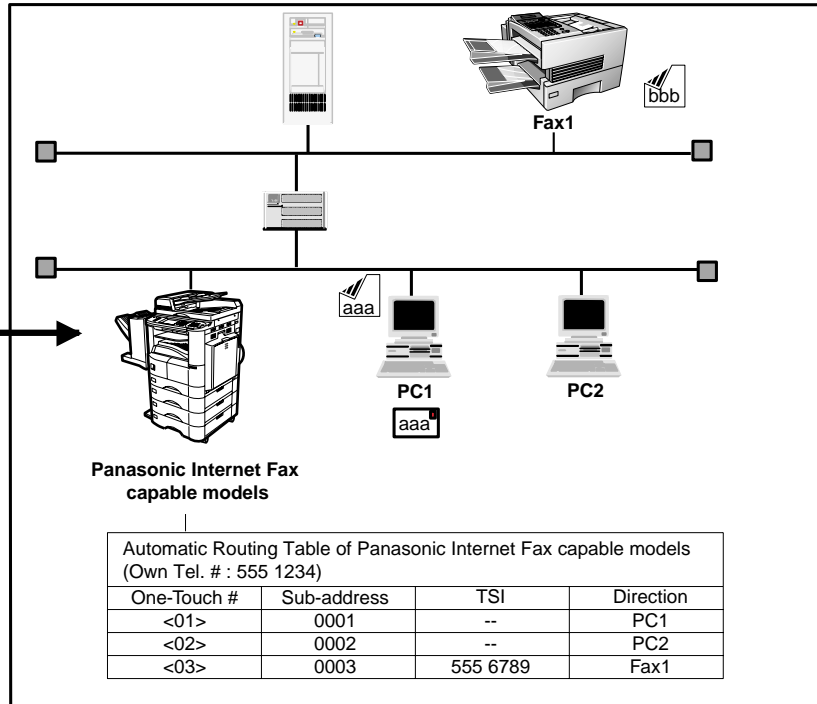 bbb
Fax1
aaa
PC1
PC2
aaa
Panasonic Internet Fax
capable models
Automatic Routing Table of Panasonic Internet Fax capable models
(Own Tel. # : 555 1234)
One-Touch # Sub-address TSI Direction
<01> 0001 -- PC1
<02> 0002 -- PC2
<03> 0003 555 6789 Fax1